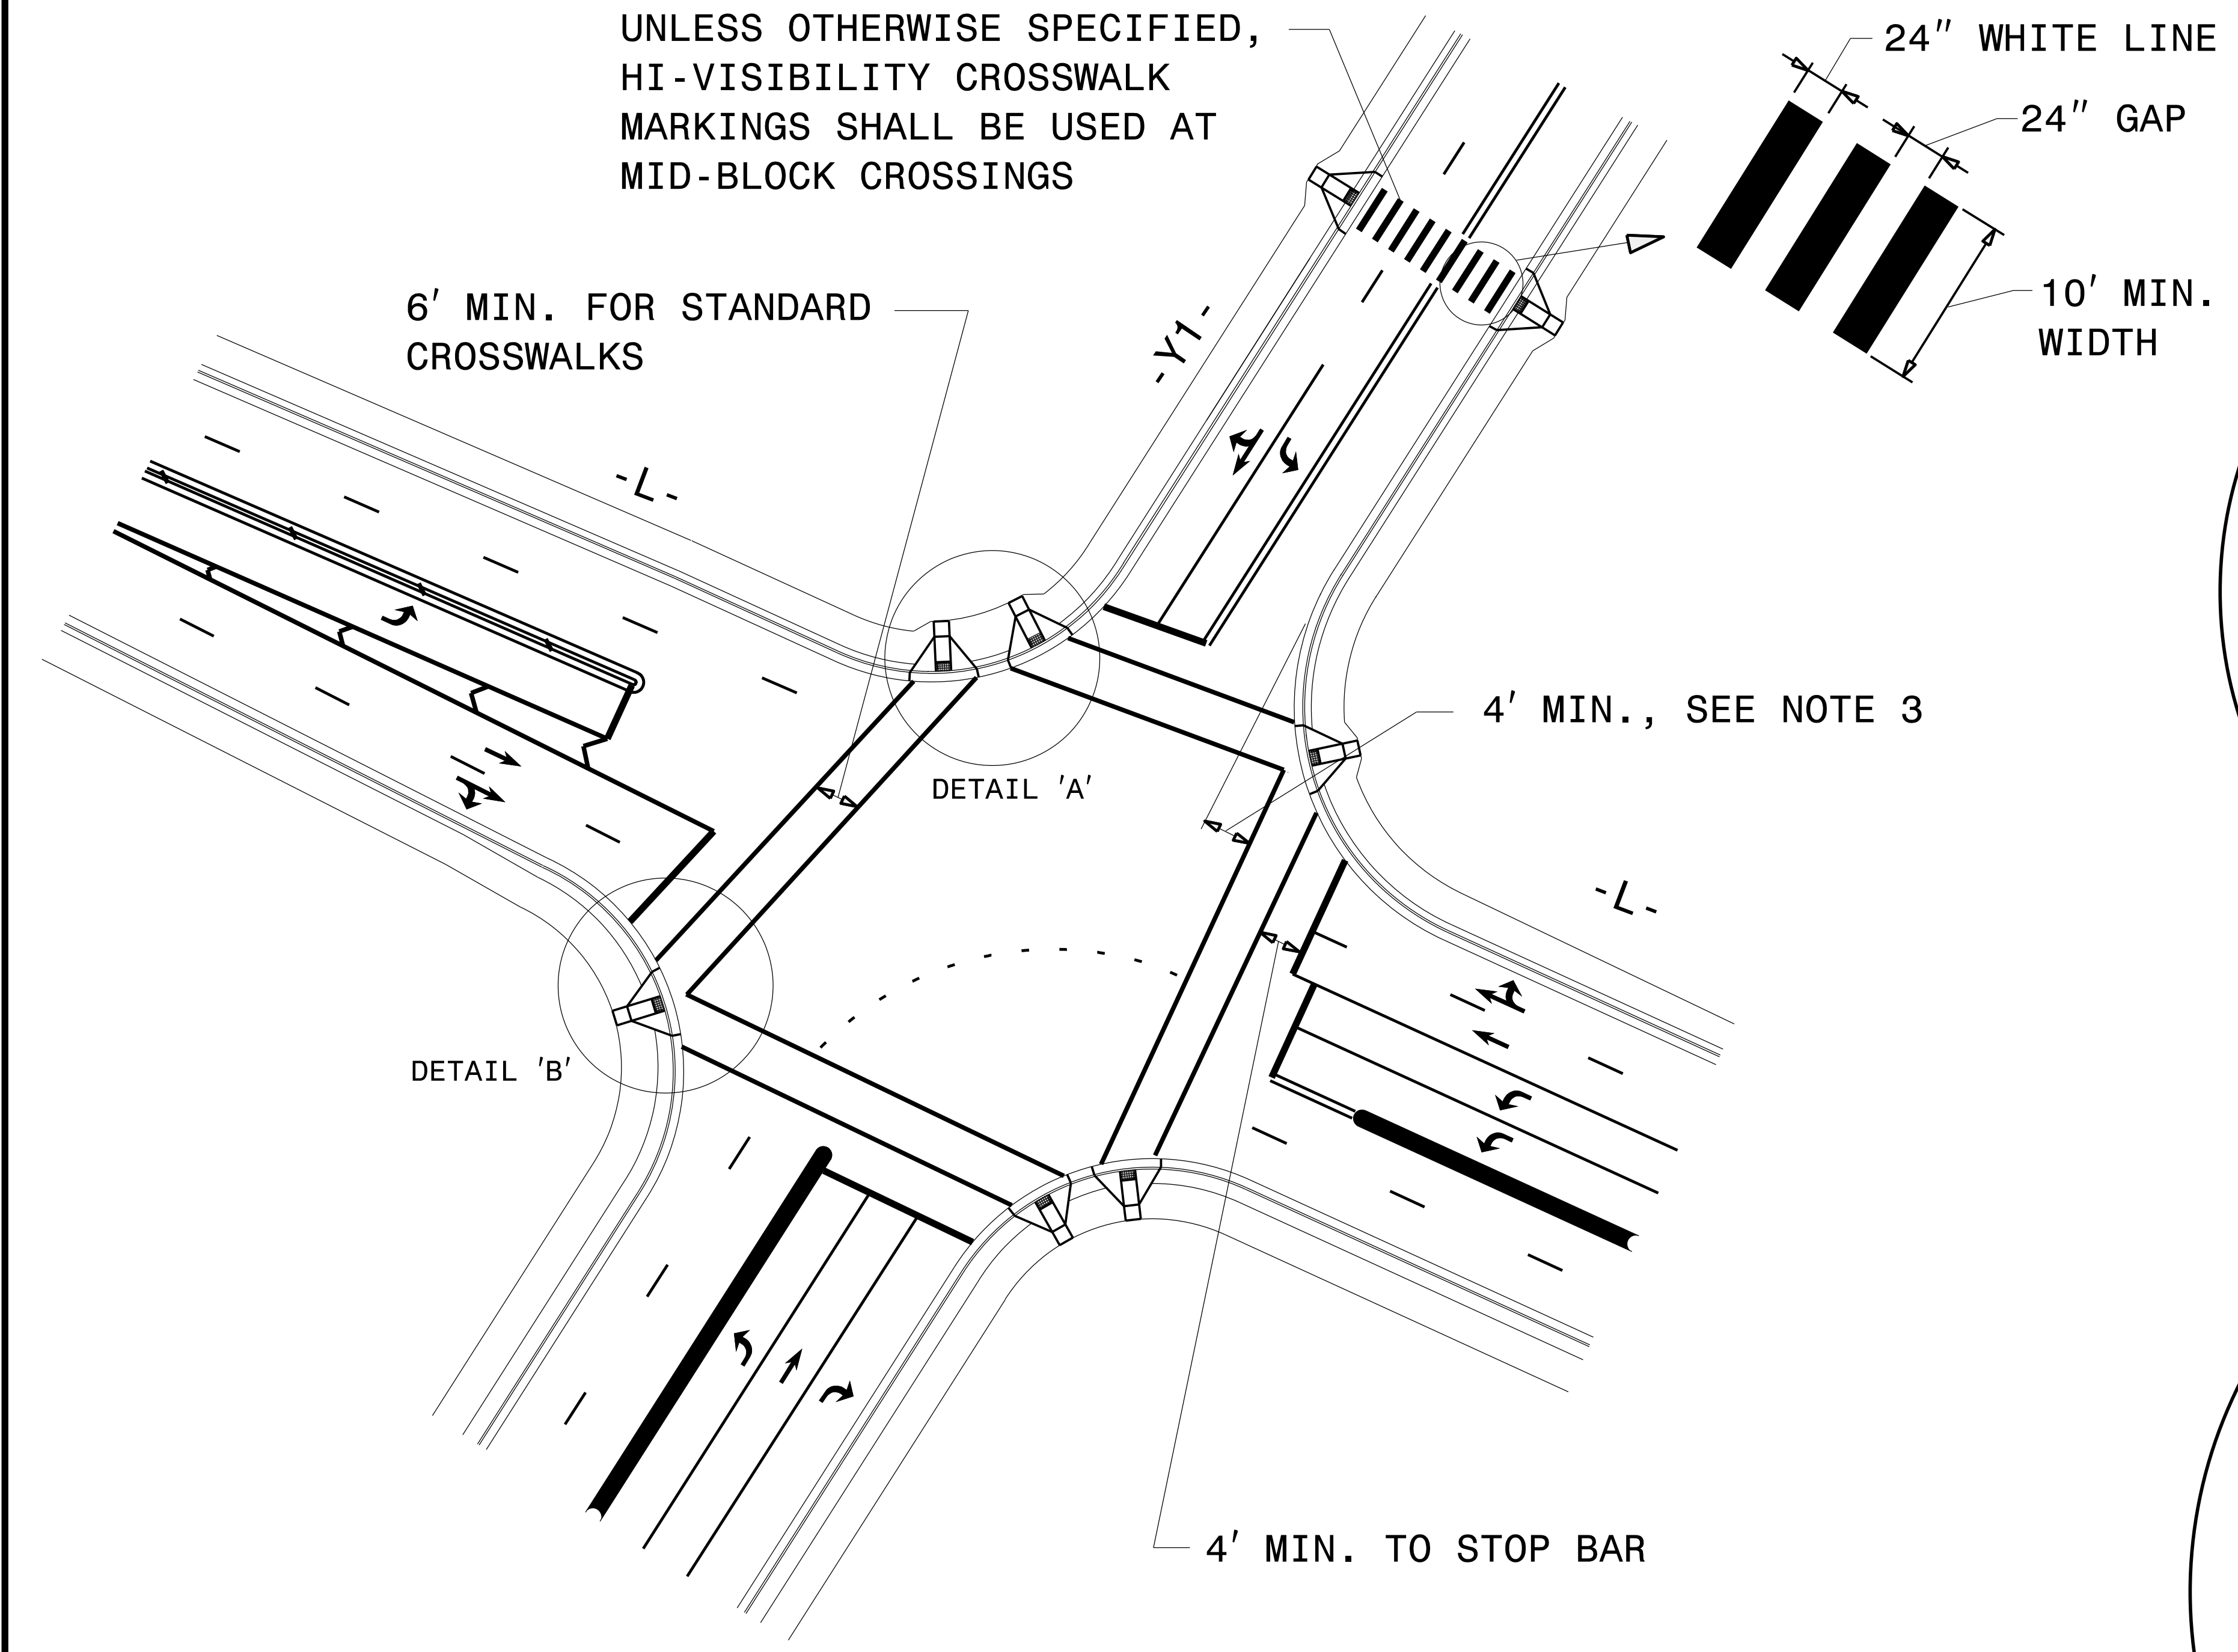 UNLESS OTHERWISE SPECIFIED,
HI-VISIBILITY CROSSWALK
MARKINGS SHALL BE USED AT
MID-BLOCK CROSSINGS
24" WHITE LINE
24" GAP
10' MIN.
WIDTH
6' MIN. FOR STANDARD
CROSSWALKS
-Y1-
-L-
4' MIN., SEE NOTE 3
DETAIL 'A'
-L-
DETAIL 'B'
4' MIN. TO STOP BAR